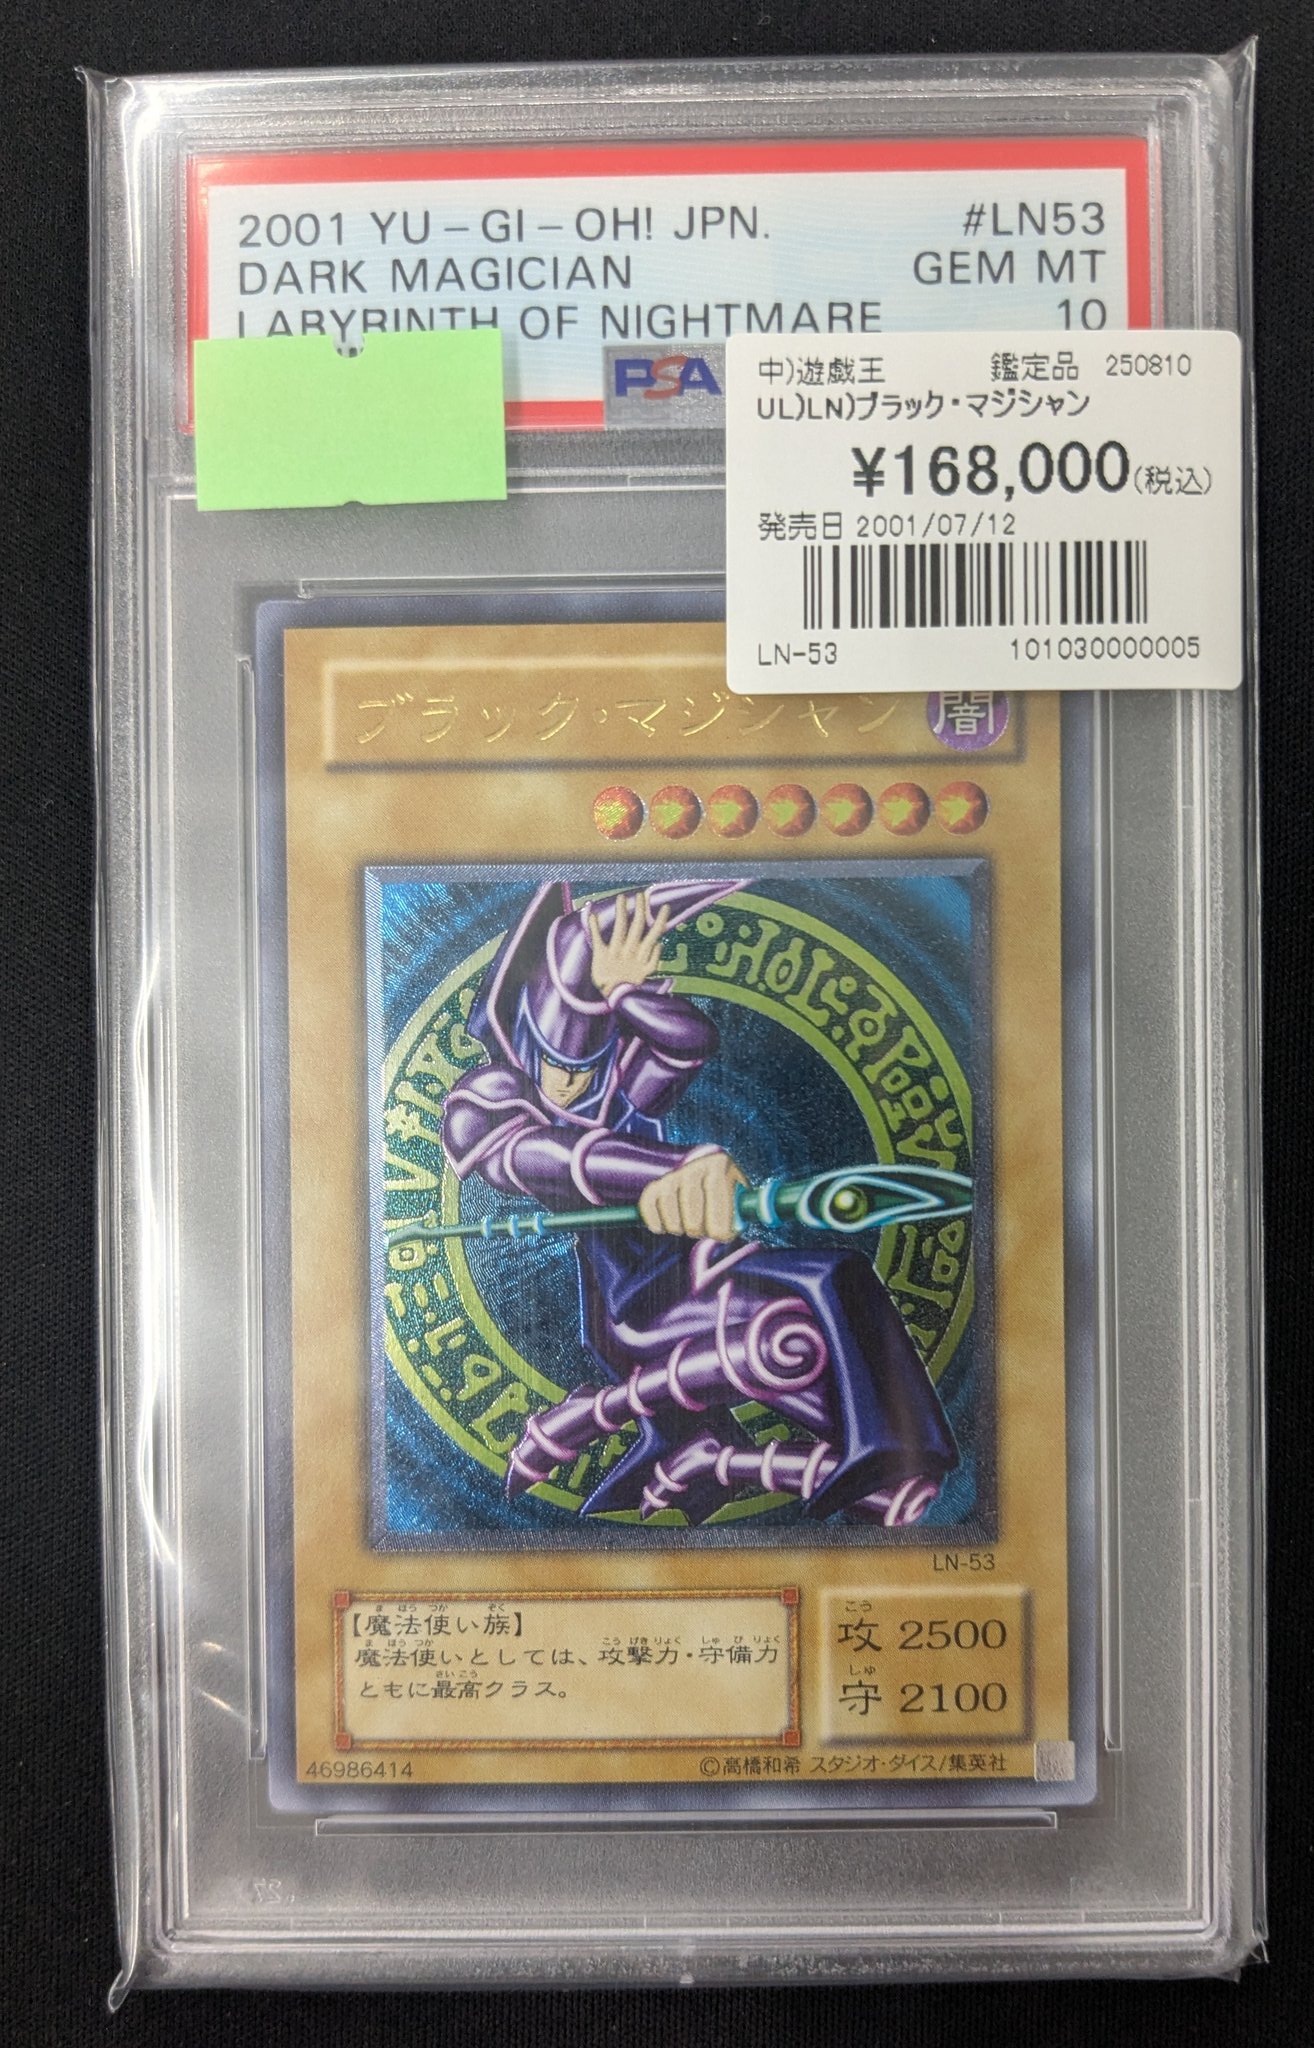 2001 YU-GI-OH! JPN. #LN53
DARK MAGICIAN GEM MT
LABYRINTH OF NIGHTMARE 10
PSA
中)遊戯王 鑑定品 250810
UL)LN)ブラック・マジシャン
¥168,000(税込)
発売日 2001/07/12
LN-53 101030000005
ブラック・マジシャン 闇
LN-53
【魔法使い族】
魔法使いとしては、攻撃力・守備力
ともに最高クラス。
攻 2500
守 2100
46986414 ©高橋和希 スタジオ・ダイス/集英社